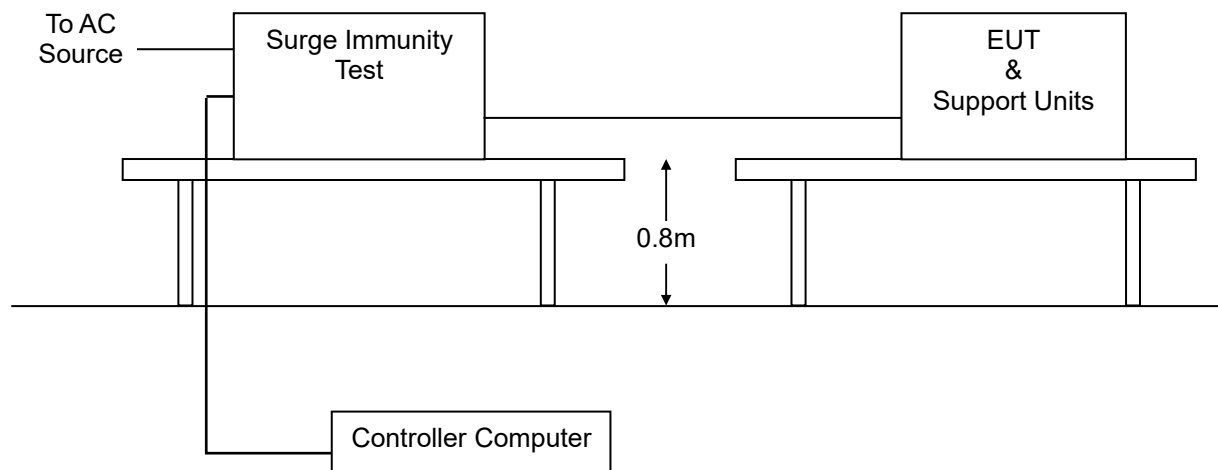 To AC
Source
Surge Immunity
Test
EUT
&
Support Units
0.8m
Controller Computer